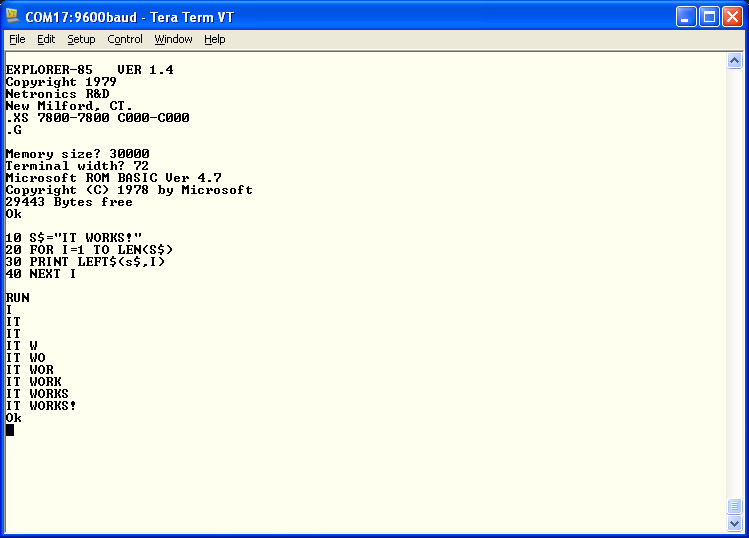 COM17:9600baud - Tera Term VT
File Edit Setup Control Window Help
EXPLORER-85   VER 1.4
Copyright 1979
Netronics R&D
New Milford, CT.
.XS 7800-7800 C000-C000
.G
Memory size? 30000
Terminal width? 72
Microsoft ROM BASIC Ver 4.7
Copyright (C) 1978 by Microsoft
29443 Bytes free
Ok
10 S$="IT WORKS!"
20 FOR I=1 TO LEN(S$)
30 PRINT LEFT$(s$,I)
40 NEXT I
RUN
I
IT
IT
IT W
IT WO
IT WOR
IT WORK
IT WORKS
IT WORKS!
Ok